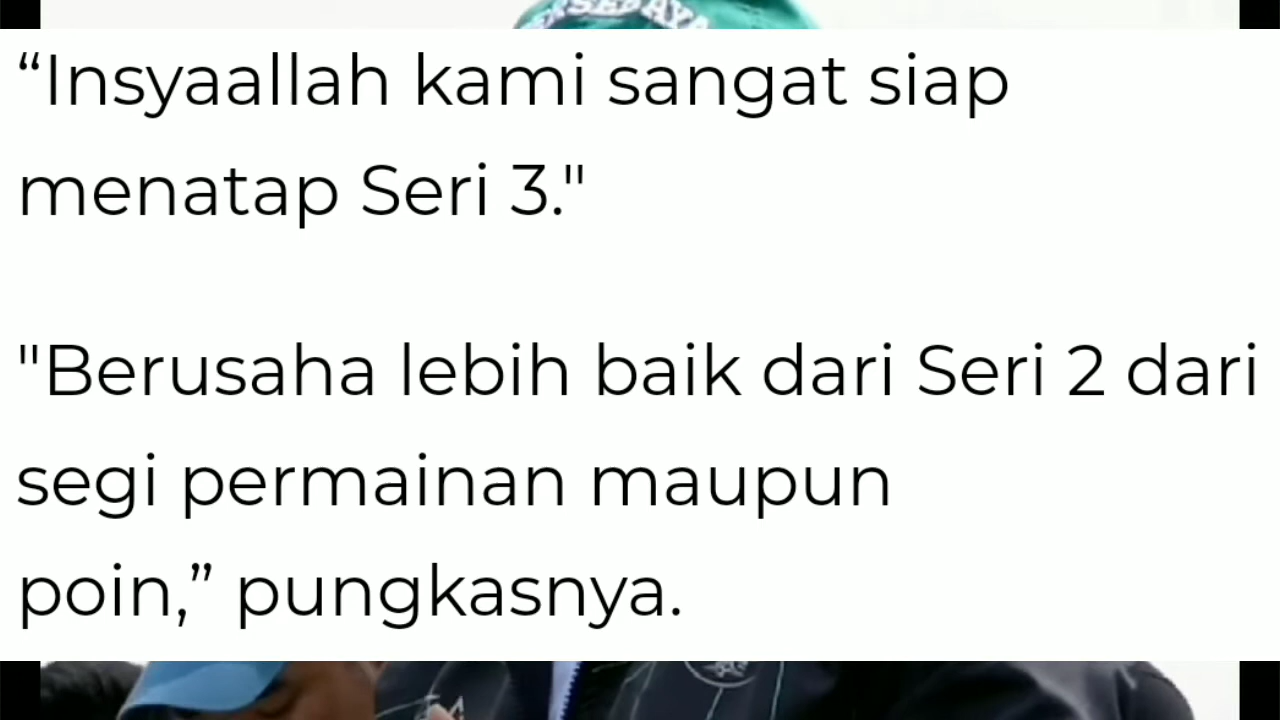 PERSEBAYA
“Insyaallah kami sangat siap
menatap Seri 3."
"Berusaha lebih baik dari Seri 2 dari
segi permainan maupun
poin,” pungkasnya.